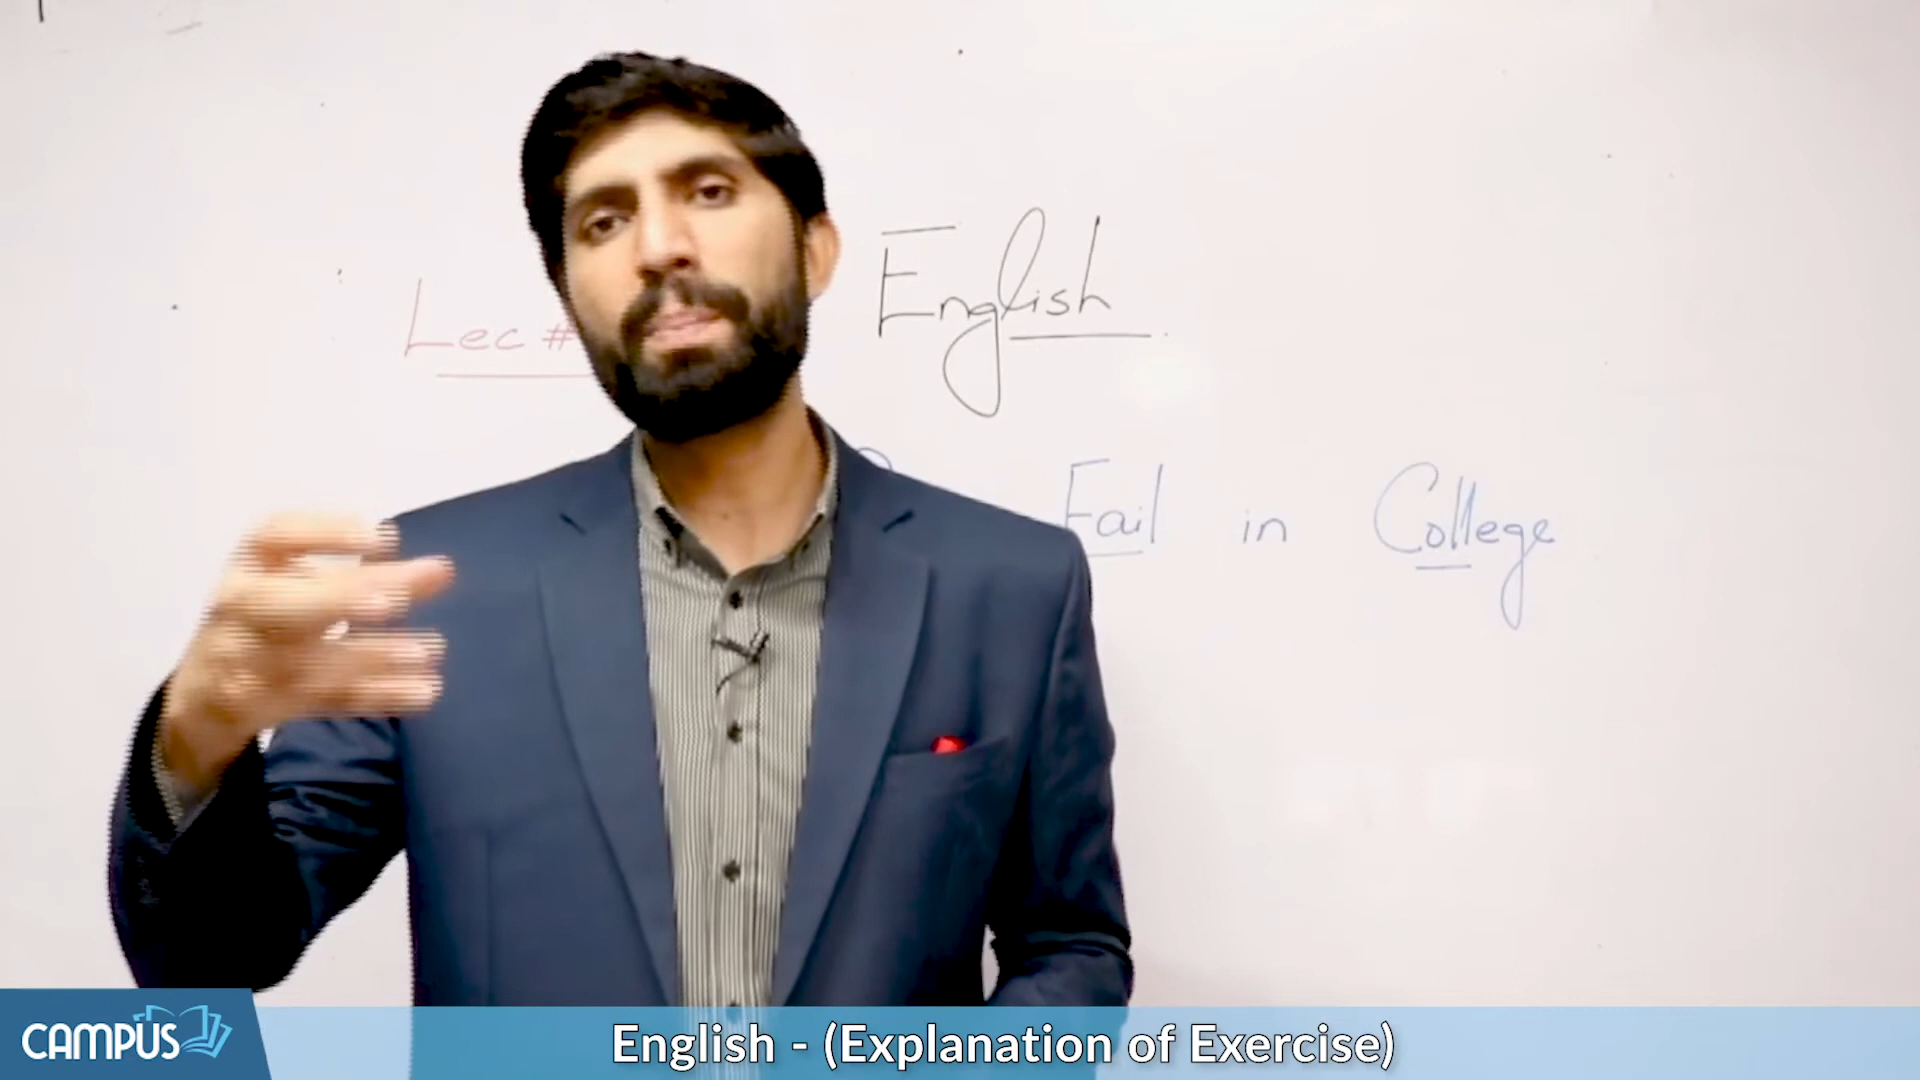 English
Lec #
Fail in College
CAMPUS
English - (Explanation of Exercise)